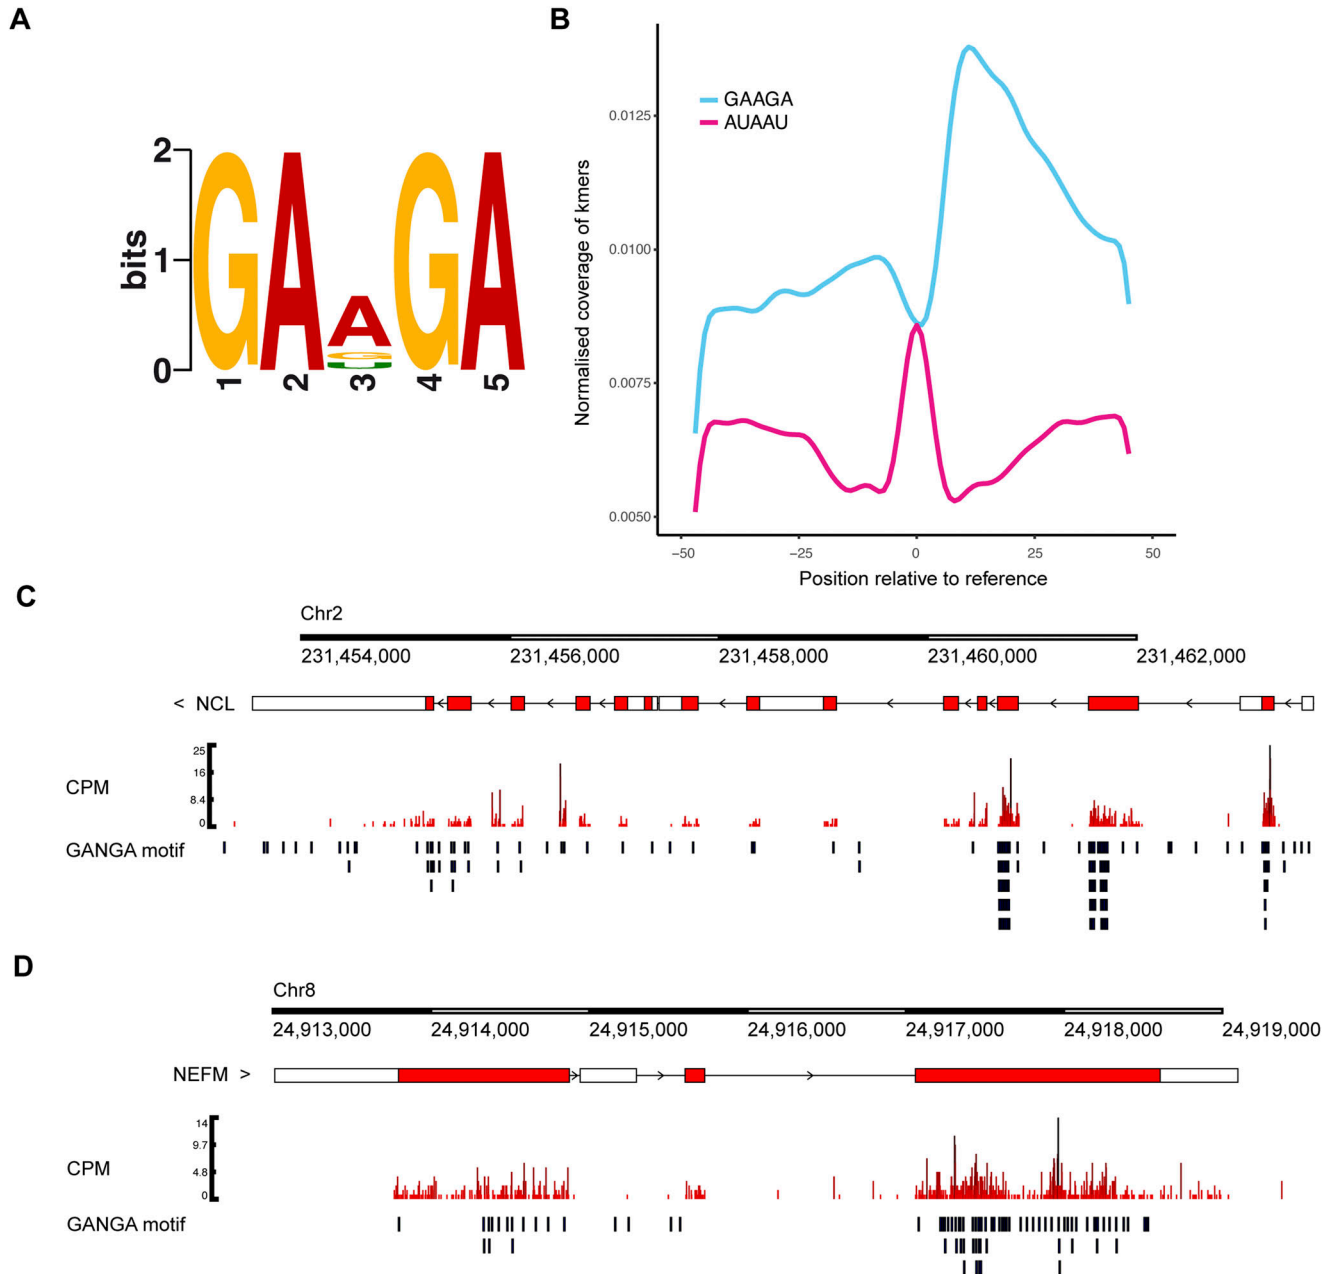 A
bits
2
1
0
GAAGA
G
U
1 2 3 4 5
B
Normalised coverage of kmers
0.0125
0.0100
0.0075
0.0050
GAAGA
AUAAU
−50 −25 0 25 50
Position relative to reference
C
Chr2
231,454,000 231,456,000 231,458,000 231,460,000 231,462,000
< NCL
CPM
25
16
8.4
0
GANGA motif
D
Chr8
24,913,000 24,914,000 24,915,000 24,916,000 24,917,000 24,918,000 24,919,000
NEFM >
CPM
14
9.7
4.8
0
GANGA motif